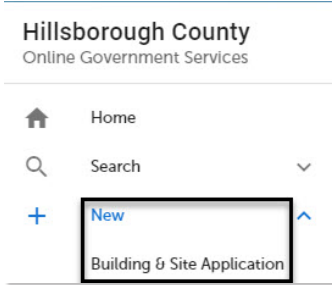 Hillsborough County
Online Government Services
Home
Search
New
Building & Site Application